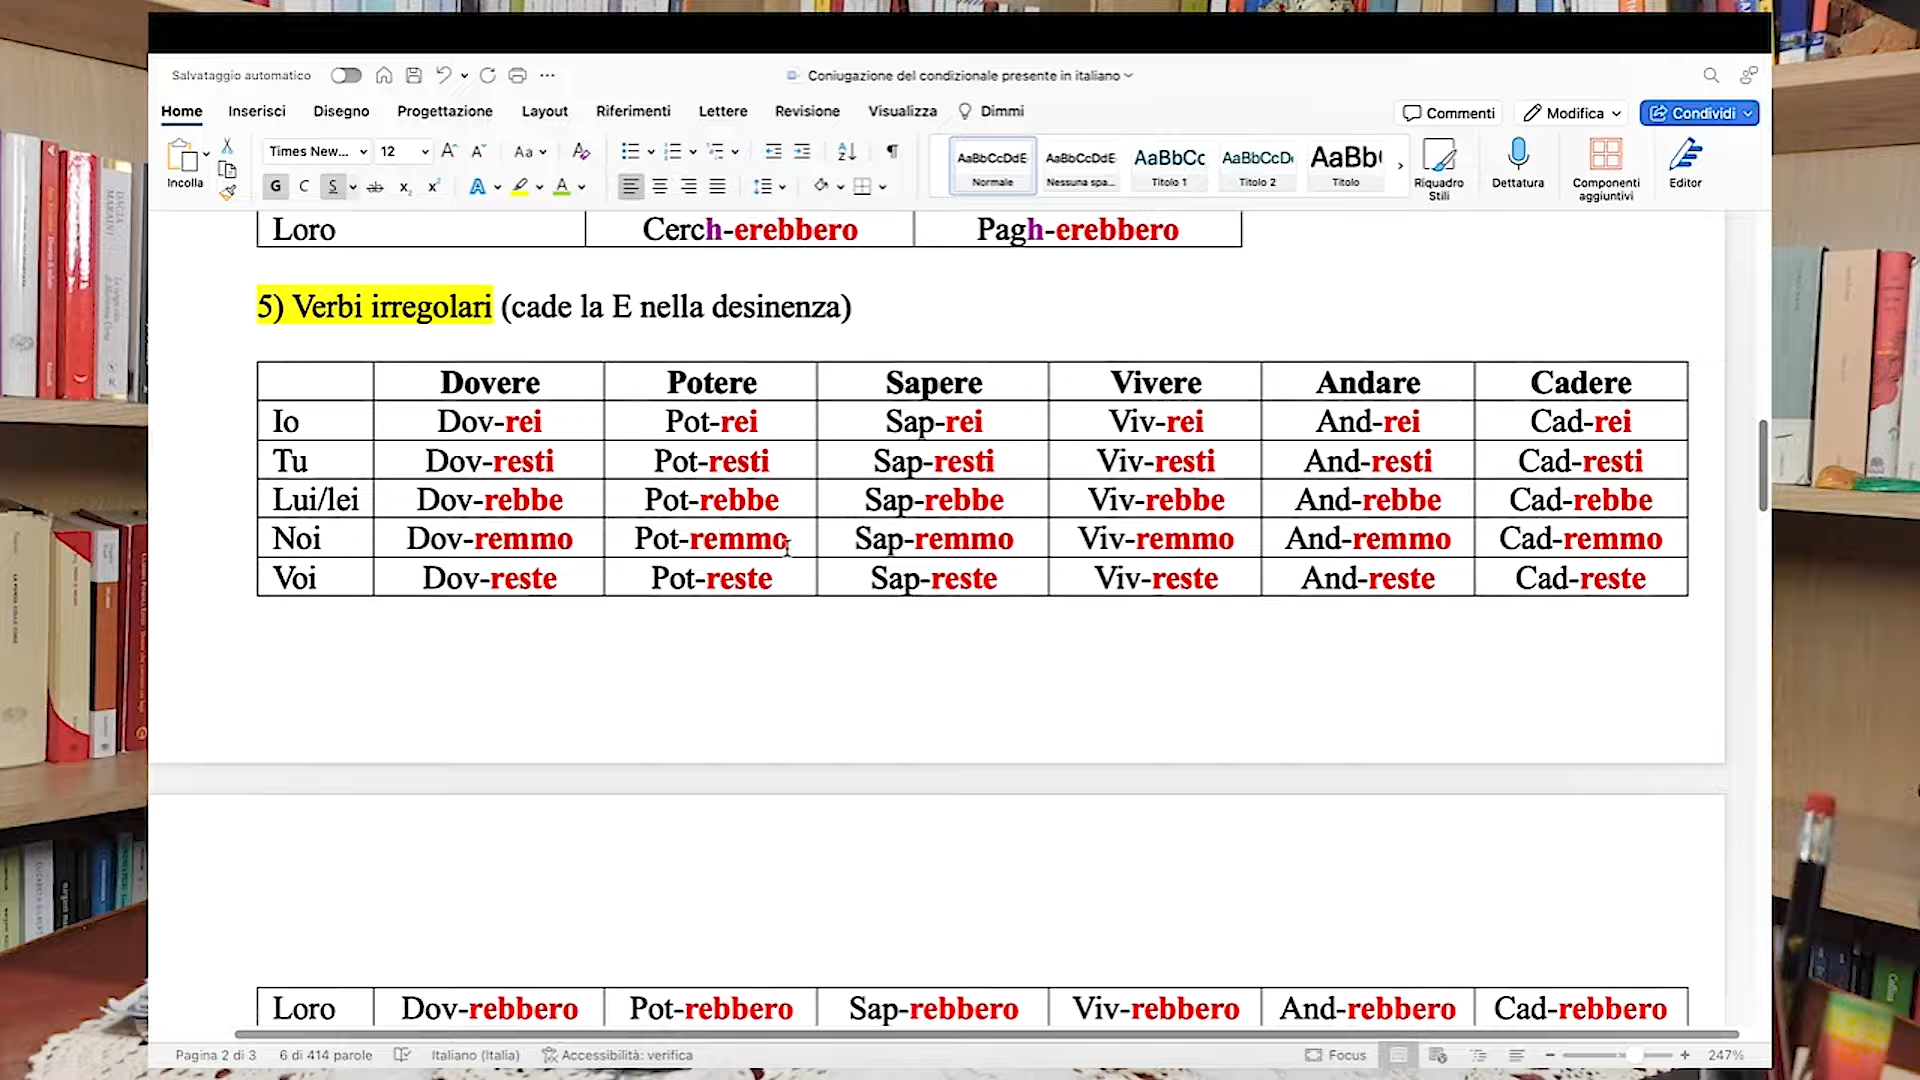 Salvataggio automatico
Coniugazione del condizionale presente in italiano
Home Inserisci Disegno Progettazione Layout Riferimenti Lettere Revisione Visualizza Dimmi
Commenti Modifica Condividi
Incolla
Times New... 12
G C S ab x, x²
AaBbCcDdE Normale
AaBbCcDdE Nessuna spa...
AaBbCc Titolo 1
AaBbCcDc Titolo 2
AaBb( Titolo
Riquadro Stili
Dettatura
Componenti aggiuntivi
Editor
Loro Cerch-erebbero Pagh-erebbero
5) Verbi irregolari (cade la E nella desinenza)
Dovere Potere Sapere Vivere Andare Cadere
Io Dov-rei Pot-rei Sap-rei Viv-rei And-rei Cad-rei
Tu Dov-resti Pot-resti Sap-resti Viv-resti And-resti Cad-resti
Lui/lei Dov-rebbe Pot-rebbe Sap-rebbe Viv-rebbe And-rebbe Cad-rebbe
Noi Dov-remmo Pot-remmo Sap-remmo Viv-remmo And-remmo Cad-remmo
Voi Dov-reste Pot-reste Sap-reste Viv-reste And-reste Cad-reste
Loro Dov-rebbero Pot-rebbero Sap-rebbero Viv-rebbero And-rebbero Cad-rebbero
Pagina 2 di 3 6 di 414 parole Italiano (Italia) Accessibilità: verifica
Focus 247%
DACIA MARAINI